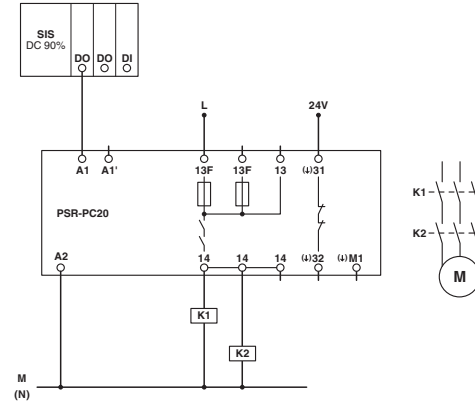 SIS
DC 90%
DO DO DI
L 24V
A1 A1' 13F 13F 13 (↓)31
K1
PSR-PC20
K2
A2 14 14 14 (↓)32 (↓)M1
M
K1
K2
M
(N)